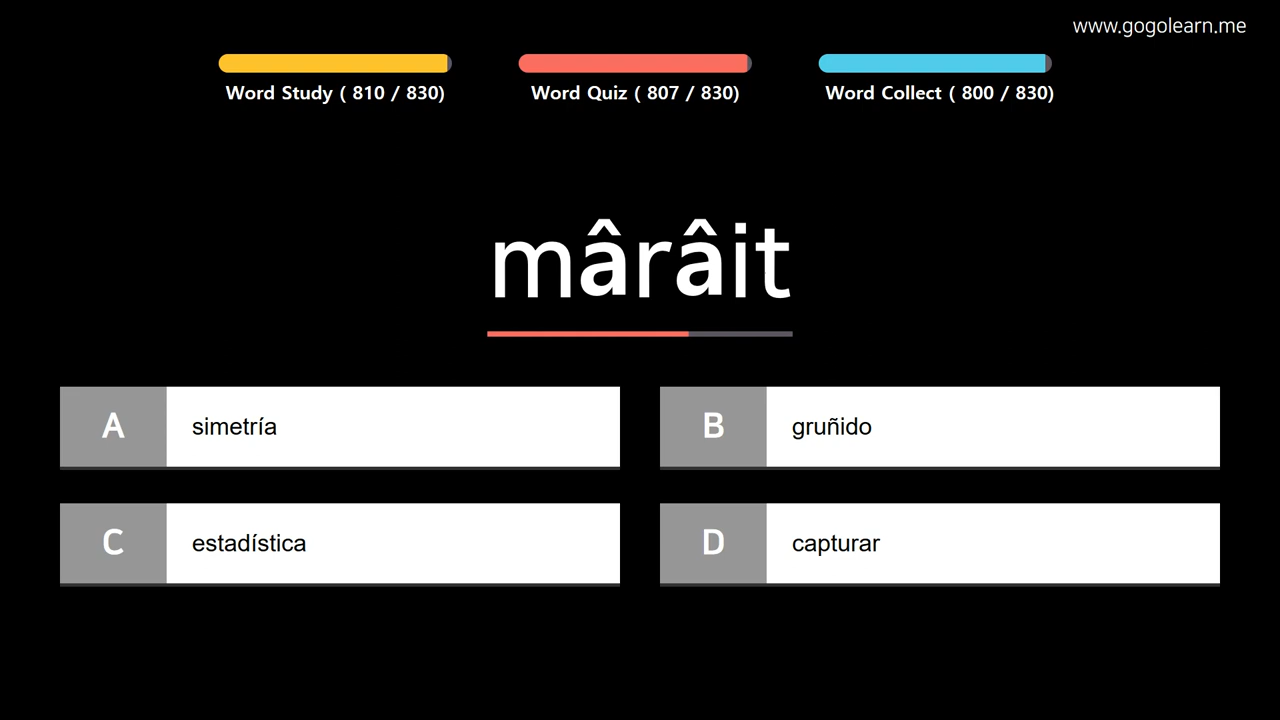 www.gogolearn.me
Word Study ( 810 / 830)
Word Quiz ( 807 / 830)
Word Collect ( 800 / 830)
mârâit
A simetría
B gruñido
C estadística
D capturar